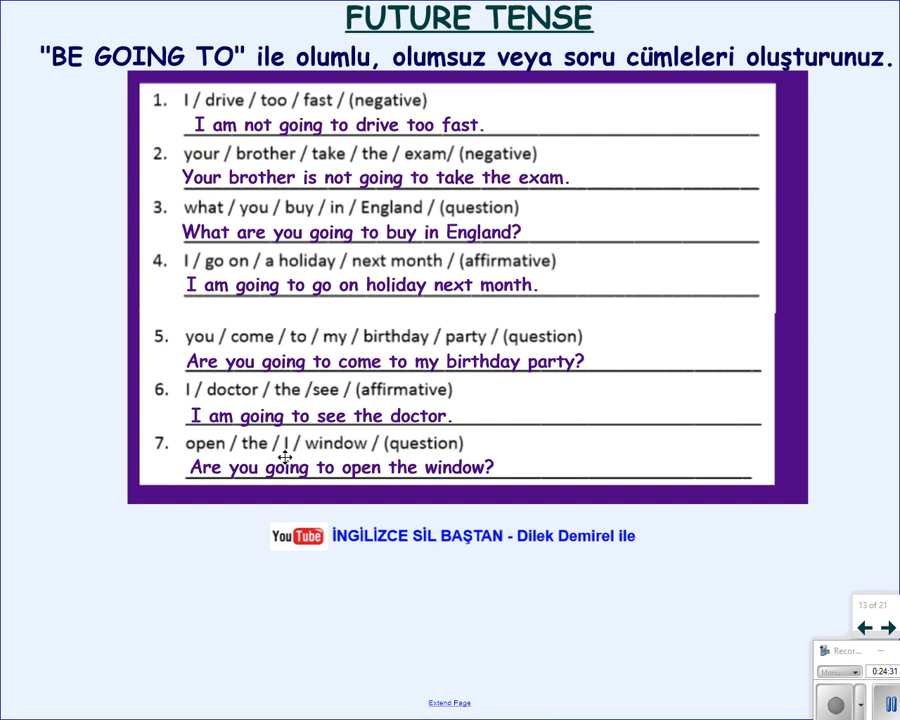 FUTURE TENSE
"BE GOING TO" ile olumlu, olumsuz veya soru cümleleri oluşturunuz.
1. I / drive / too / fast / (negative)
I am not going to drive too fast.
2. your / brother / take / the / exam/ (negative)
Your brother is not going to take the exam.
3. what / you / buy / in / England / (question)
What are you going to buy in England?
4. I / go on / a holiday / next month / (affirmative)
I am going to go on holiday next month.
5. you / come / to / my / birthday / party / (question)
Are you going to come to my birthday party?
6. I / doctor / the /see / (affirmative)
I am going to see the doctor.
7. open / the / I / window / (question)
Are you going to open the window?
YouTube İNGİLİZCE SİL BAŞTAN - Dilek Demirel ile
13 of 21
Recor...
Menu
0:24:31
Extend Page